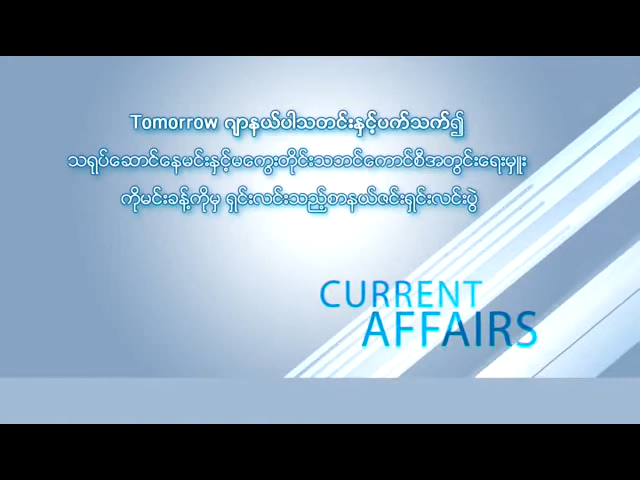 Tomorrow ဂျာနယ်ပါသတင်းနှင့်ပက်သက်၍
သရုပ်ဆောင်နေမင်းနှင့်မကွေးတိုင်းသဘင်ကောင်စီအတွင်းရေးမှူး
ကိုမင်းခန့်ကိုမှ ရှင်းလင်းသည့်စာနယ်ဇင်းရှင်းလင်းပွဲ
CURRENT
AFFAIRS